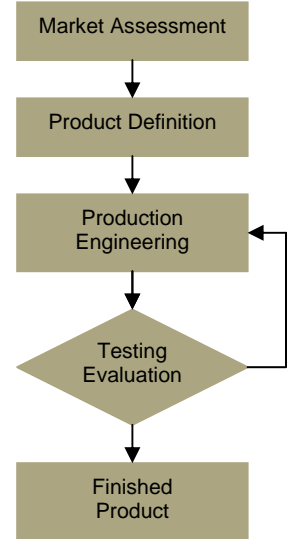 Market Assessment
Product Definition
Production
Engineering
Testing
Evaluation
Finished
Product